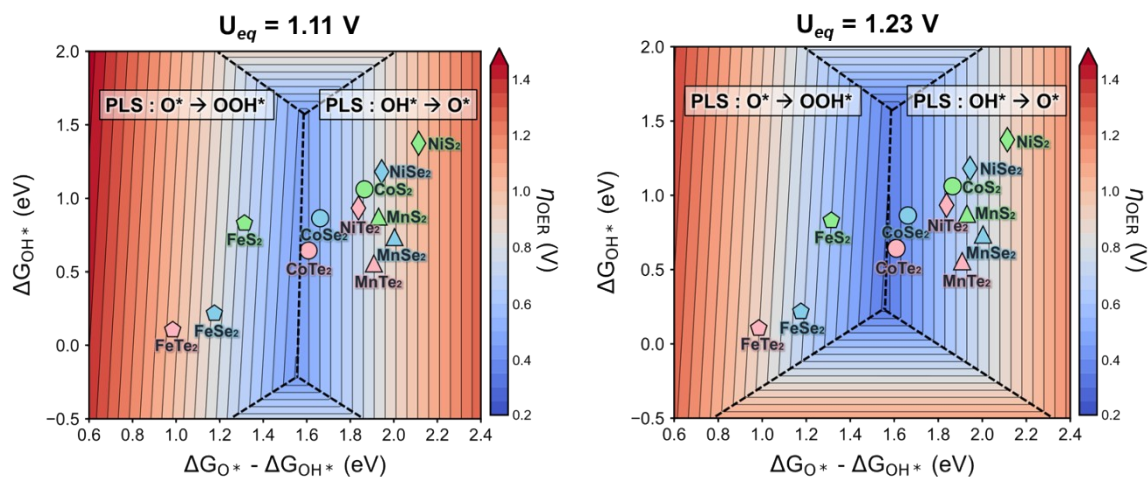 U_eq = 1.11 V
2.0
1.5
1.0
0.5
0.0
−0.5
ΔG_OH* (eV)
PLS : O* → OOH*
PLS : OH* → O*
NiS₂
NiSe₂
CoS₂
NiTe₂
MnS₂
FeS₂
CoSe₂
MnSe₂
CoTe₂
MnTe₂
FeSe₂
FeTe₂
0.6 0.8 1.0 1.2 1.4 1.6 1.8 2.0 2.2 2.4
ΔG_O* - ΔG_OH* (eV)
1.4
1.2
1.0
0.8
0.6
0.4
0.2
η_OER (V)
U_eq = 1.23 V
2.0
1.5
1.0
0.5
0.0
−0.5
ΔG_OH* (eV)
PLS : O* → OOH*
PLS : OH* → O*
NiS₂
NiSe₂
CoS₂
NiTe₂
MnS₂
FeS₂
CoSe₂
MnSe₂
CoTe₂
MnTe₂
FeSe₂
FeTe₂
0.6 0.8 1.0 1.2 1.4 1.6 1.8 2.0 2.2 2.4
ΔG_O* - ΔG_OH* (eV)
1.4
1.2
1.0
0.8
0.6
0.4
0.2
η_OER (V)